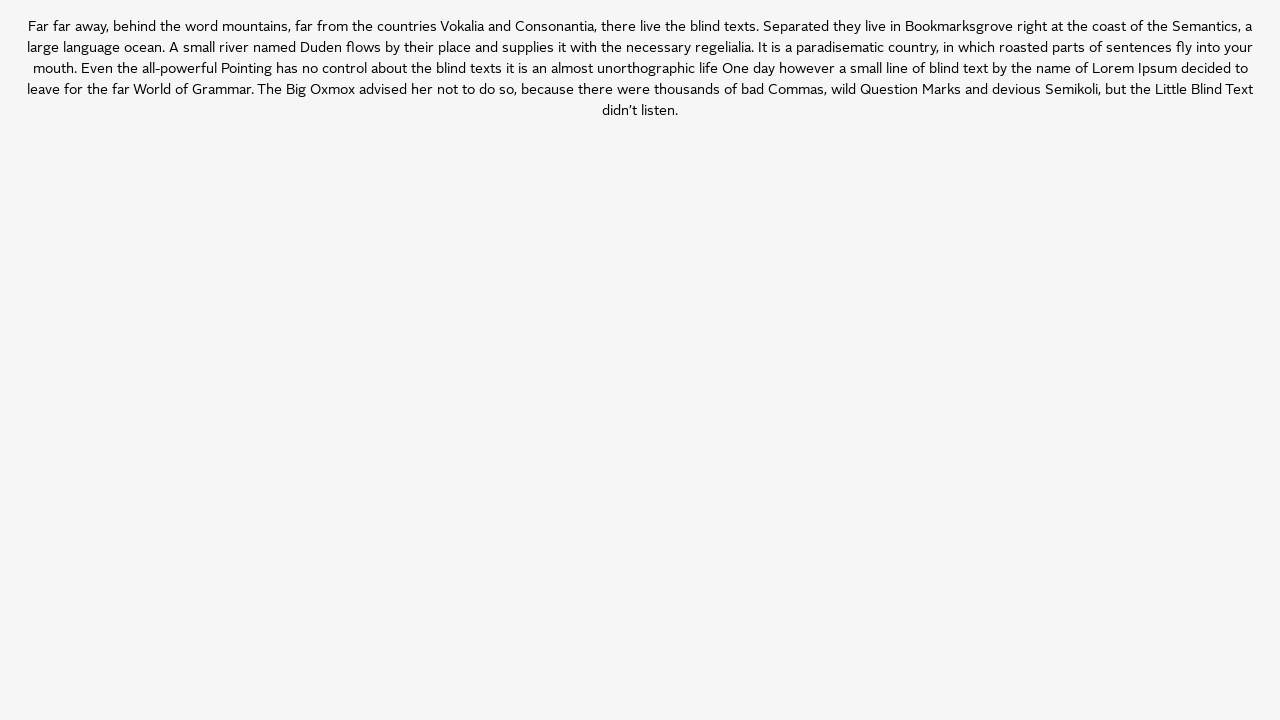 Far far away, behind the word mountains, far from the countries Vokalia and Consonantia, there live the blind texts. Separated they live in Bookmarksgrove right at the coast of the Semantics, a
large language ocean. A small river named Duden flows by their place and supplies it with the necessary regelialia. It is a paradisematic country, in which roasted parts of sentences fly into your
mouth. Even the all-powerful Pointing has no control about the blind texts it is an almost unorthographic life One day however a small line of blind text by the name of Lorem Ipsum decided to
leave for the far World of Grammar. The Big Oxmox advised her not to do so, because there were thousands of bad Commas, wild Question Marks and devious Semikoli, but the Little Blind Text
didn't listen.